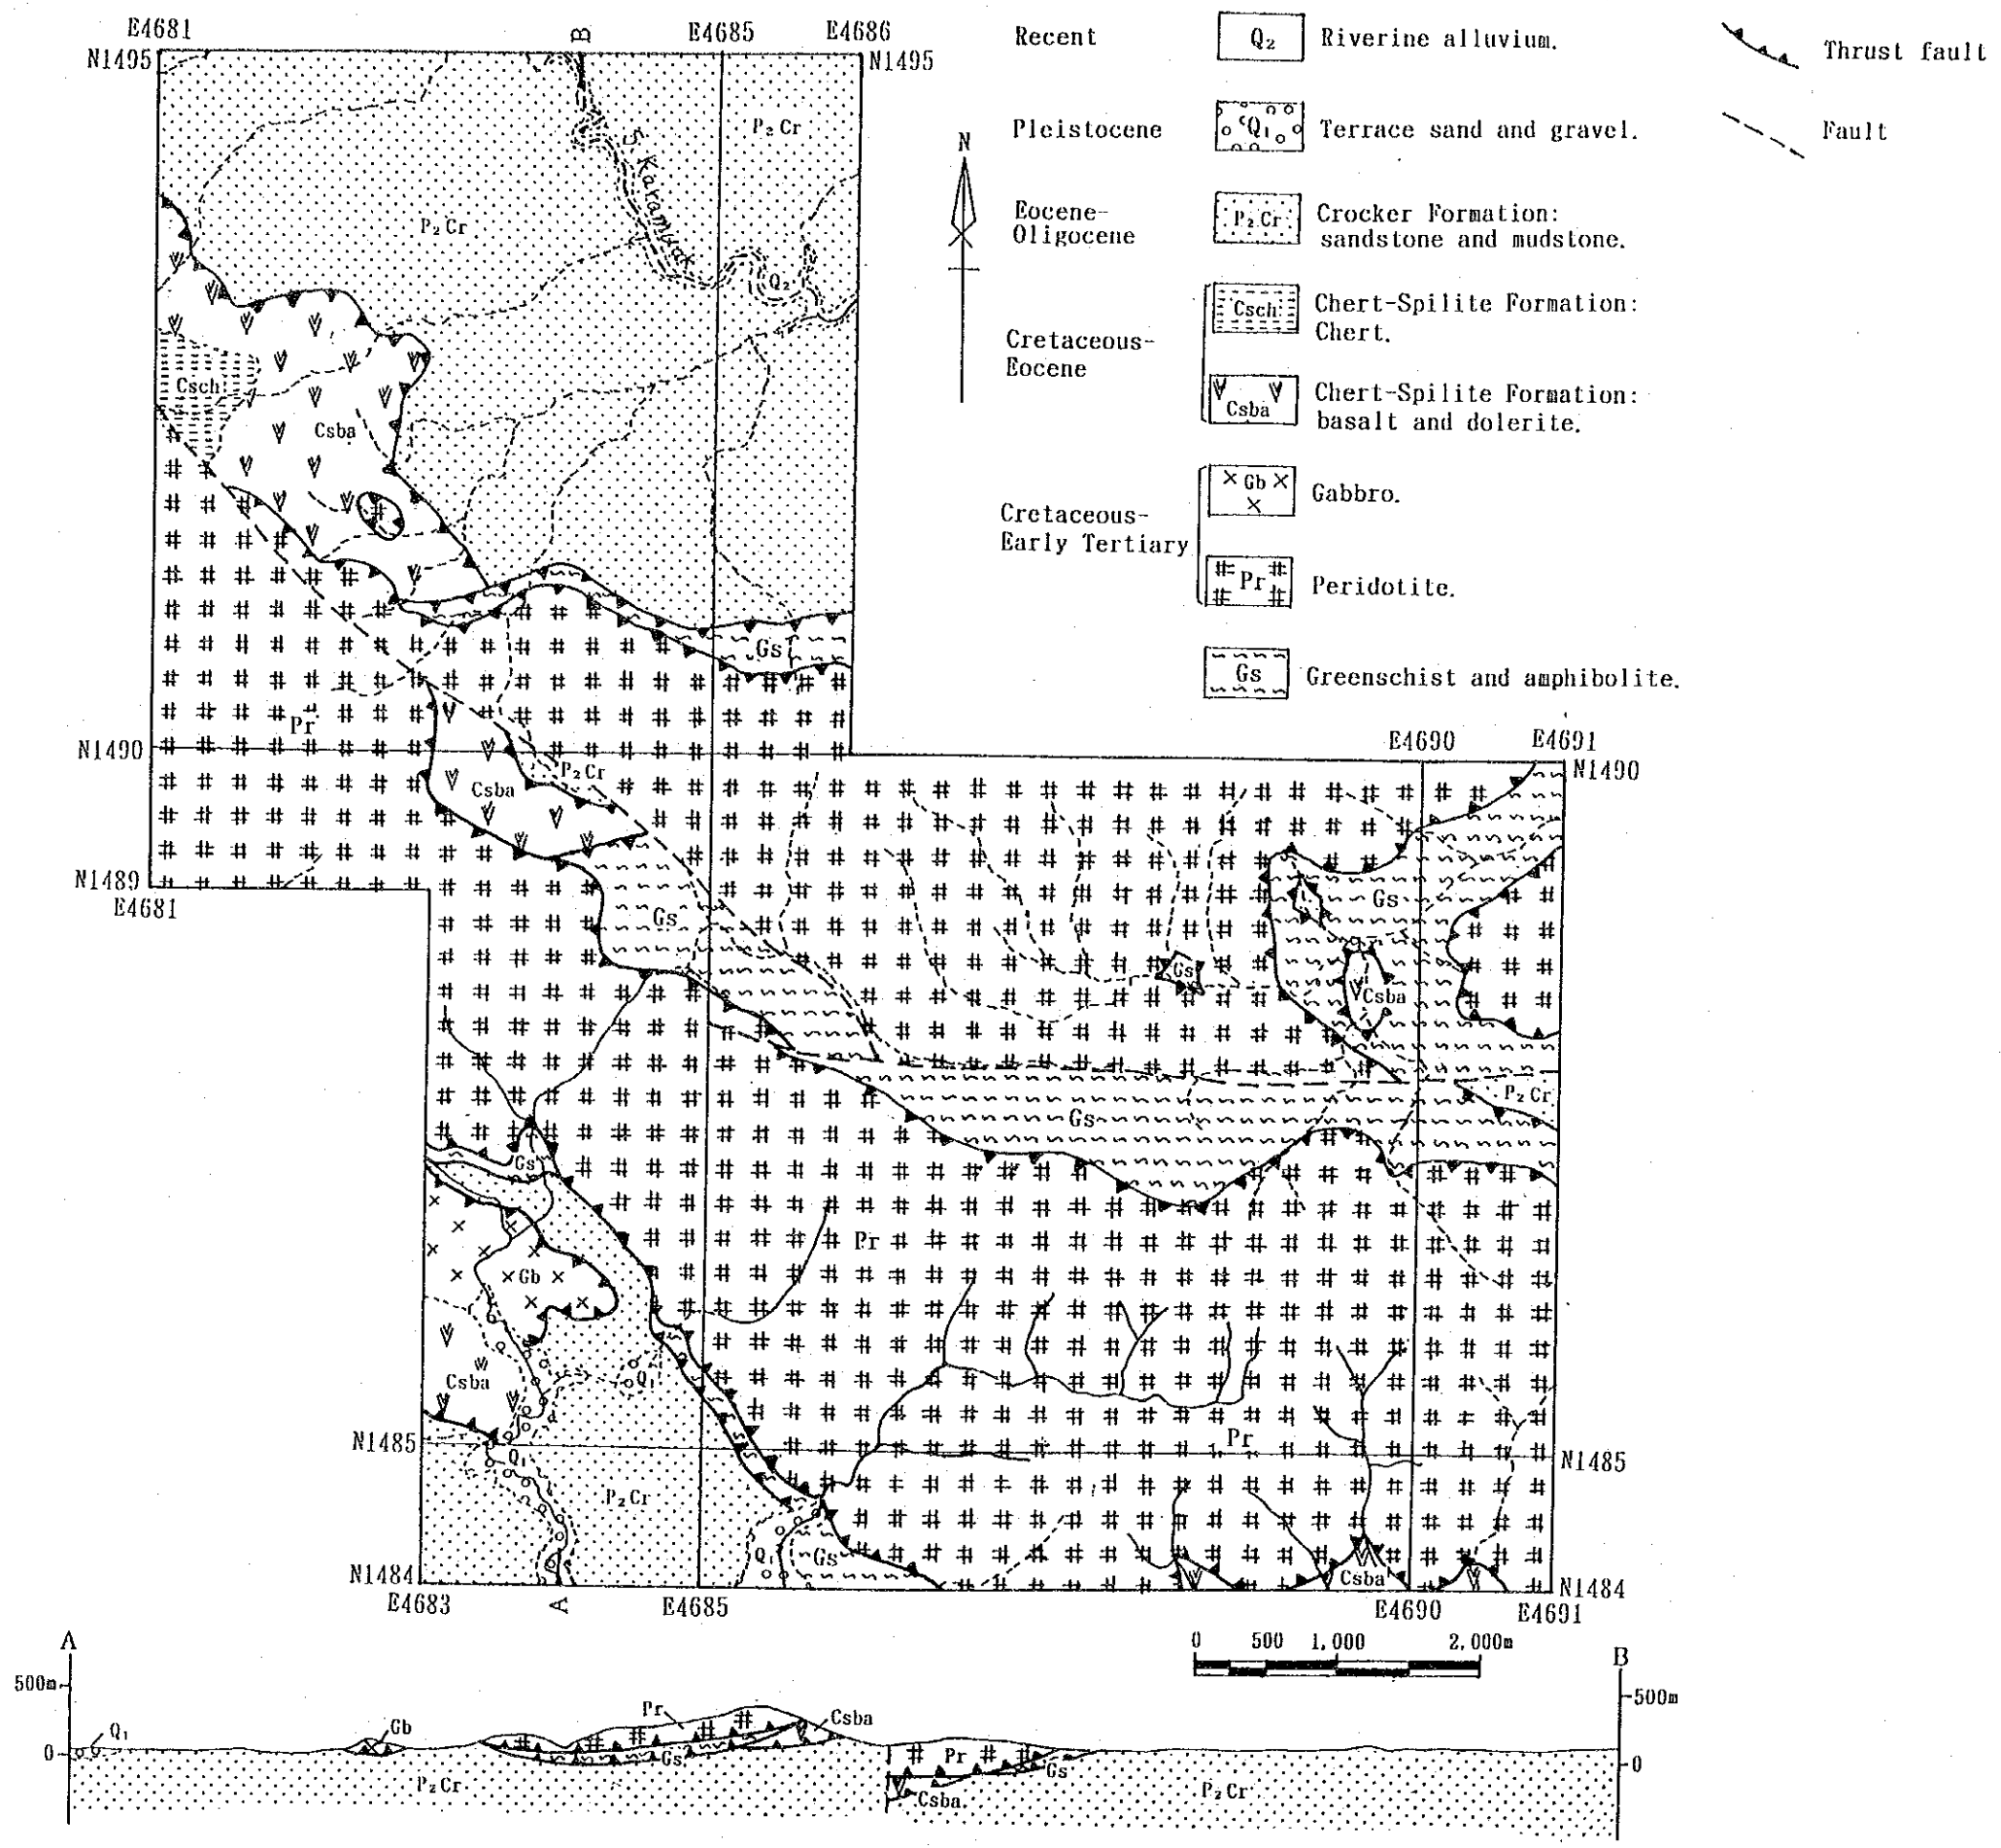 E4681
B
E4685
E4686
N1495
N1495
P₂Cr
S. Karamuak
P₂Cr
Q₂
Csch
Csba
Gs
Pr
N1490
P₂Cr
Csba
N1489
E4681
Gs
E4690
E4691
N1490
Gs
Gs
Csba
P₂Cr
Gs
Gs
Pr
Gb
Csba
Q₁
N1485
Q₁
P₂Cr
Pr
N1485
Q₁
Gs
Csba
N1484
N1484
E4683
A
E4685
E4690
E4691
N
Recent
Q₂
Riverine alluvium.
Pleistocene
Q₁
Terrace sand and gravel.
Eocene-
Oligocene
P₂Cr
Crocker Formation:
sandstone and mudstone.
Cretaceous-
Eocene
Csch
Chert-Spilite Formation:
Chert.
Csba
Chert-Spilite Formation:
basalt and dolerite.
Cretaceous-
Early Tertiary
Gb
Gabbro.
Pr
Peridotite.
Gs
Greenschist and amphibolite.
Thrust fault
Fault
0 500 1,000 2,000m
A
B
500m
500m
0
0
Q₁
Gb
Pr
Csba
Gs
P₂Cr
Pr
Gs
Csba.
P₂Cr